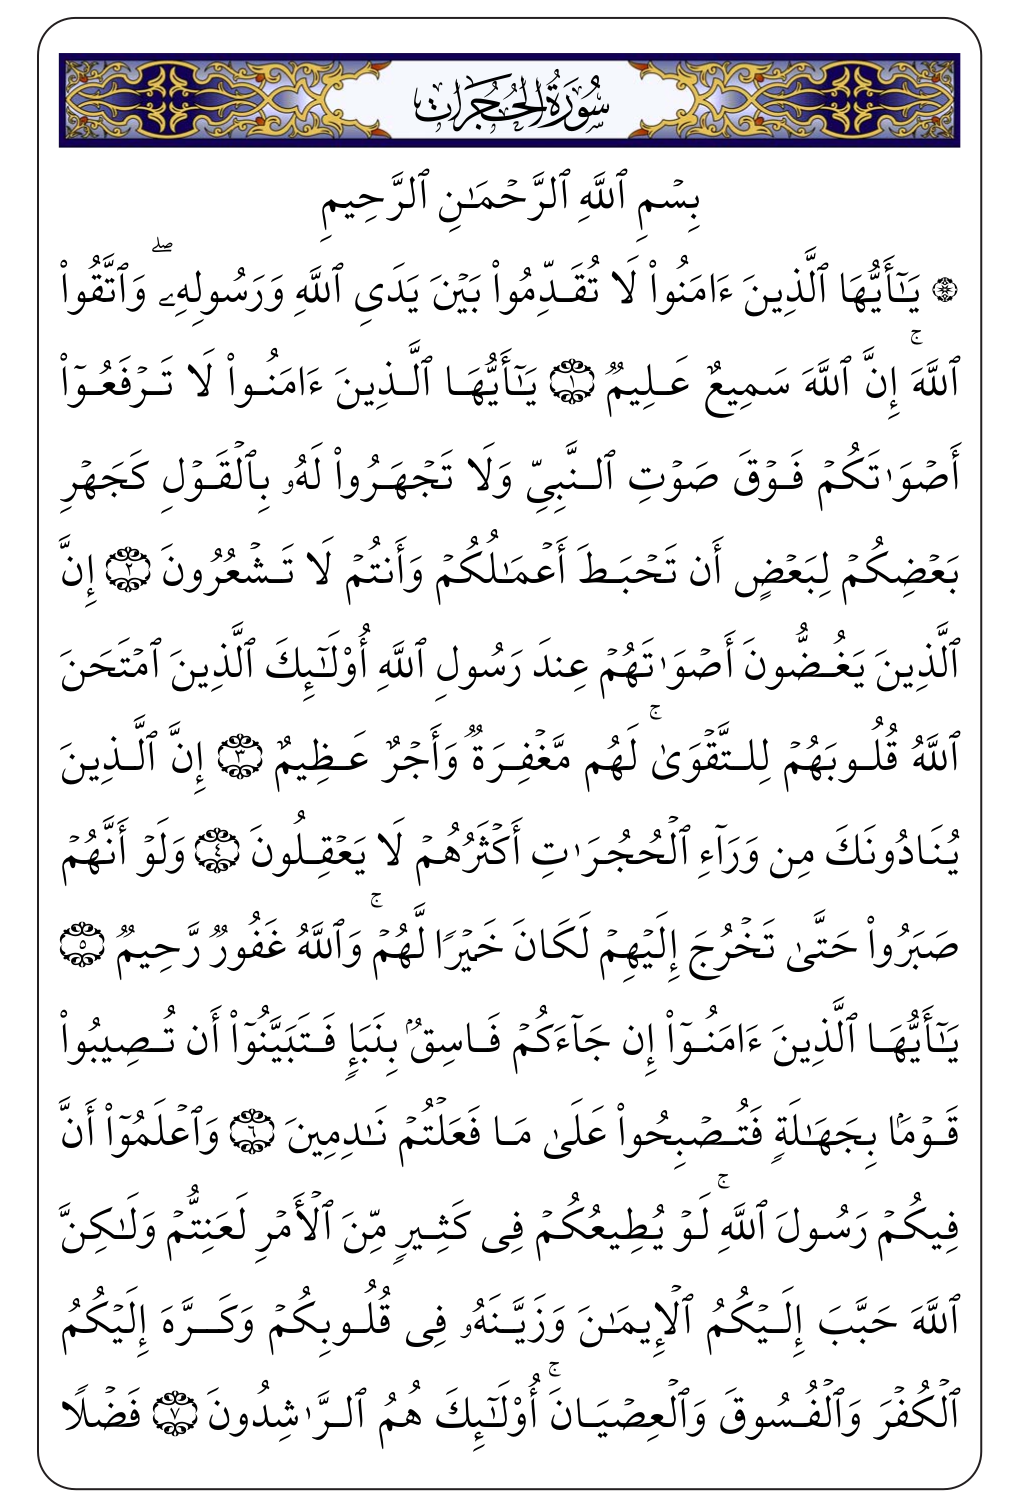 سُورَةُ الحُجُرَاتِ
بِسۡمِ ٱللَّهِ ٱلرَّحۡمَٰنِ ٱلرَّحِيمِ
۞ يَٰٓأَيُّهَا ٱلَّذِينَ ءَامَنُواْ لَا تُقَدِّمُواْ بَيۡنَ يَدَيِ ٱللَّهِ وَرَسُولِهِۦۖ وَٱتَّقُواْ
ٱللَّهَۚ إِنَّ ٱللَّهَ سَمِيعٌ عَلِيمٞ ١ يَٰٓأَيُّهَا ٱلَّذِينَ ءَامَنُواْ لَا تَرۡفَعُوٓاْ
أَصۡوَٰتَكُمۡ فَوۡقَ صَوۡتِ ٱلنَّبِيِّ وَلَا تَجۡهَرُواْ لَهُۥ بِٱلۡقَوۡلِ كَجَهۡرِ
بَعۡضِكُمۡ لِبَعۡضٍ أَن تَحۡبَطَ أَعۡمَٰلُكُمۡ وَأَنتُمۡ لَا تَشۡعُرُونَ ٢ إِنَّ
ٱلَّذِينَ يَغُضُّونَ أَصۡوَٰتَهُمۡ عِندَ رَسُولِ ٱللَّهِ أُوْلَٰٓئِكَ ٱلَّذِينَ ٱمۡتَحَنَ
ٱللَّهُ قُلُوبَهُمۡ لِلتَّقۡوَىٰۚ لَهُم مَّغۡفِرَةٞ وَأَجۡرٌ عَظِيمٌ ٣ إِنَّ ٱلَّذِينَ
يُنَادُونَكَ مِن وَرَآءِ ٱلۡحُجُرَٰتِ أَكۡثَرُهُمۡ لَا يَعۡقِلُونَ ٤ وَلَوۡ أَنَّهُمۡ
صَبَرُواْ حَتَّىٰ تَخۡرُجَ إِلَيۡهِمۡ لَكَانَ خَيۡرٗا لَّهُمۡۚ وَٱللَّهُ غَفُورٞ رَّحِيمٞ ٥
يَٰٓأَيُّهَا ٱلَّذِينَ ءَامَنُوٓاْ إِن جَآءَكُمۡ فَاسِقُۢ بِنَبَإٖ فَتَبَيَّنُوٓاْ أَن تُصِيبُواْ
قَوۡمَۢا بِجَهَٰلَةٖ فَتُصۡبِحُواْ عَلَىٰ مَا فَعَلۡتُمۡ نَٰدِمِينَ ٦ وَٱعۡلَمُوٓاْ أَنَّ
فِيكُمۡ رَسُولَ ٱللَّهِۚ لَوۡ يُطِيعُكُمۡ فِي كَثِيرٖ مِّنَ ٱلۡأَمۡرِ لَعَنِتُّمۡ وَلَٰكِنَّ
ٱللَّهَ حَبَّبَ إِلَيۡكُمُ ٱلۡإِيمَٰنَ وَزَيَّنَهُۥ فِي قُلُوبِكُمۡ وَكَرَّهَ إِلَيۡكُمُ
ٱلۡكُفۡرَ وَٱلۡفُسُوقَ وَٱلۡعِصۡيَانَۚ أُوْلَٰٓئِكَ هُمُ ٱلرَّٰشِدُونَ ٧ فَضۡلٗا